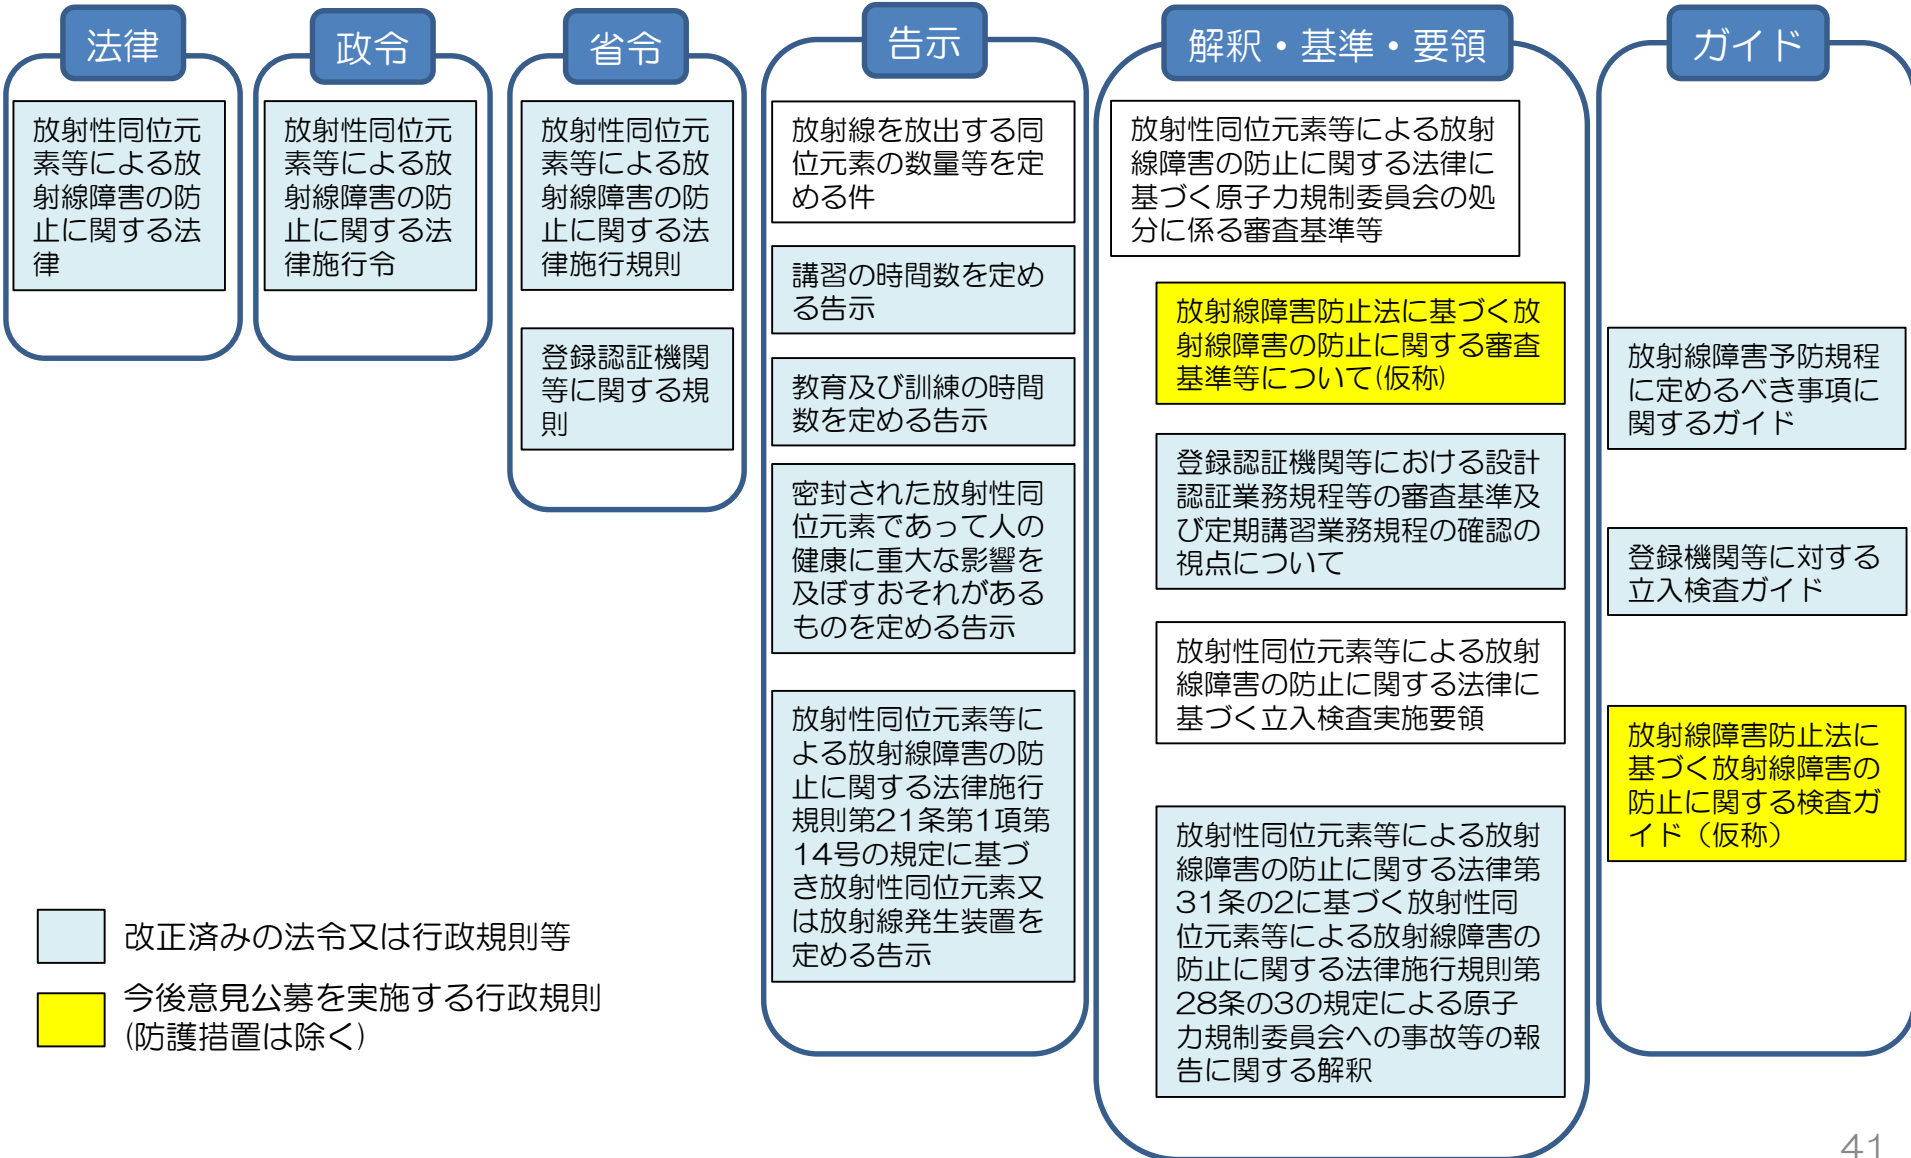 法律
放射性同位元
素等による放
射線障害の防
止に関する法
律
政令
放射性同位元
素等による放
射線障害の防
止に関する法
律施行令
省令
放射性同位元
素等による放
射線障害の防
止に関する法
律施行規則
登録認証機関
等に関する規
則
告示
放射線を放出する同
位元素の数量等を定
める件
講習の時間数を定め
る告示
教育及び訓練の時間
数を定める告示
密封された放射性同
位元素であって人の
健康に重大な影響を
及ぼすおそれがある
ものを定める告示
放射性同位元素等に
よる放射線障害の防
止に関する法律施行
規則第21条第1項第
14号の規定に基づ
き放射性同位元素又
は放射線発生装置を
定める告示
解釈・基準・要領
放射性同位元素等による放射
線障害の防止に関する法律に
基づく原子力規制委員会の処
分に係る審査基準等
放射線障害防止法に基づく放
射線障害の防止に関する審査
基準等について(仮称)
登録認証機関等における設計
認証業務規程等の審査基準及
び定期講習業務規程の確認の
視点について
放射性同位元素等による放射
線障害の防止に関する法律に
基づく立入検査実施要領
放射性同位元素等による放射
線障害の防止に関する法律第
31条の2に基づく放射性同
位元素等による放射線障害の
防止に関する法律施行規則第
28条の3の規定による原子
力規制委員会への事故等の報
告に関する解釈
ガイド
放射線障害予防規程
に定めるべき事項に
関するガイド
登録機関等に対する
立入検査ガイド
放射線障害防止法に
基づく放射線障害の
防止に関する検査ガ
イド（仮称）
改正済みの法令又は行政規則等
今後意見公募を実施する行政規則
(防護措置は除く)
41